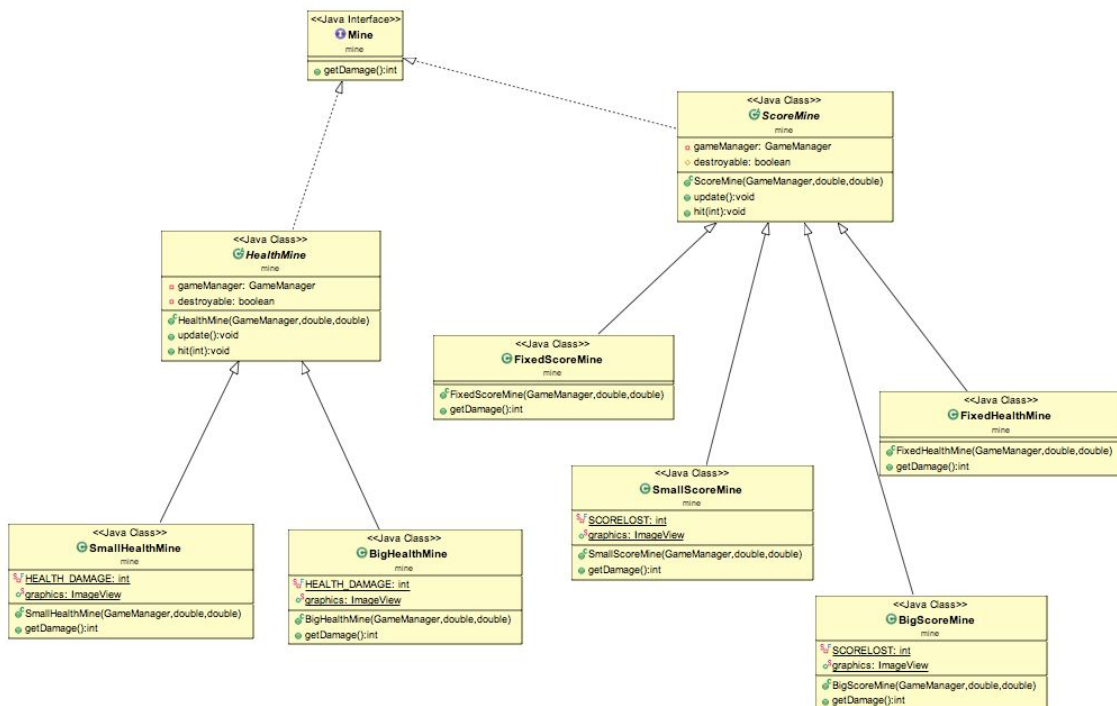 <<Java Interface>>
Mine
mine
getDamage():int
<<Java Class>>
ScoreMine
mine
gameManager: GameManager
destroyable: boolean
ScoreMine(GameManager,double,double)
update():void
hit(int):void
<<Java Class>>
HealthMine
mine
gameManager: GameManager
destroyable: boolean
HealthMine(GameManager,double,double)
update():void
hit(int):void
<<Java Class>>
FixedScoreMine
mine
FixedScoreMine(GameManager,double,double)
getDamage():int
<<Java Class>>
FixedHealthMine
mine
FixedHealthMine(GameManager,double,double)
getDamage():int
<<Java Class>>
SmallScoreMine
mine
SCORELOST: int
graphics: ImageView
SmallScoreMine(GameManager,double,double)
getDamage():int
<<Java Class>>
SmallHealthMine
mine
HEALTH_DAMAGE: int
graphics: ImageView
SmallHealthMine(GameManager,double,double)
getDamage():int
<<Java Class>>
BigHealthMine
mine
HEALTH_DAMAGE: int
graphics: ImageView
BigHealthMine(GameManager,double,double)
getDamage():int
<<Java Class>>
BigScoreMine
mine
SCORELOST: int
graphics: ImageView
BigScoreMine(GameManager,double,double)
getDamage():int